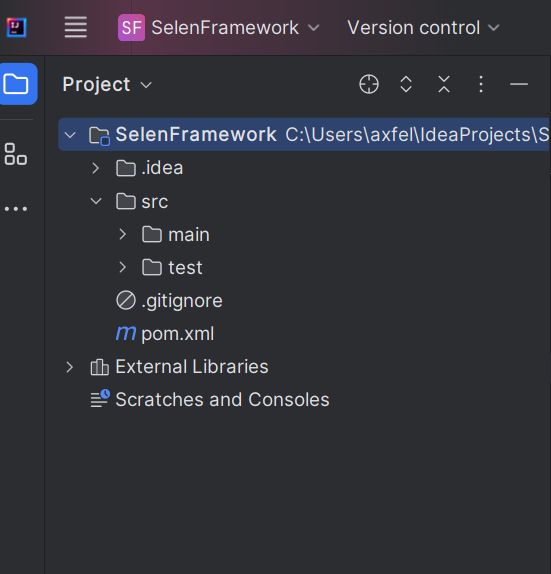 SF SelenFramework Version control
Project
SelenFramework C:\Users\axfel\IdeaProjects\S
.idea
src
main
test
.gitignore
m pom.xml
External Libraries
Scratches and Consoles